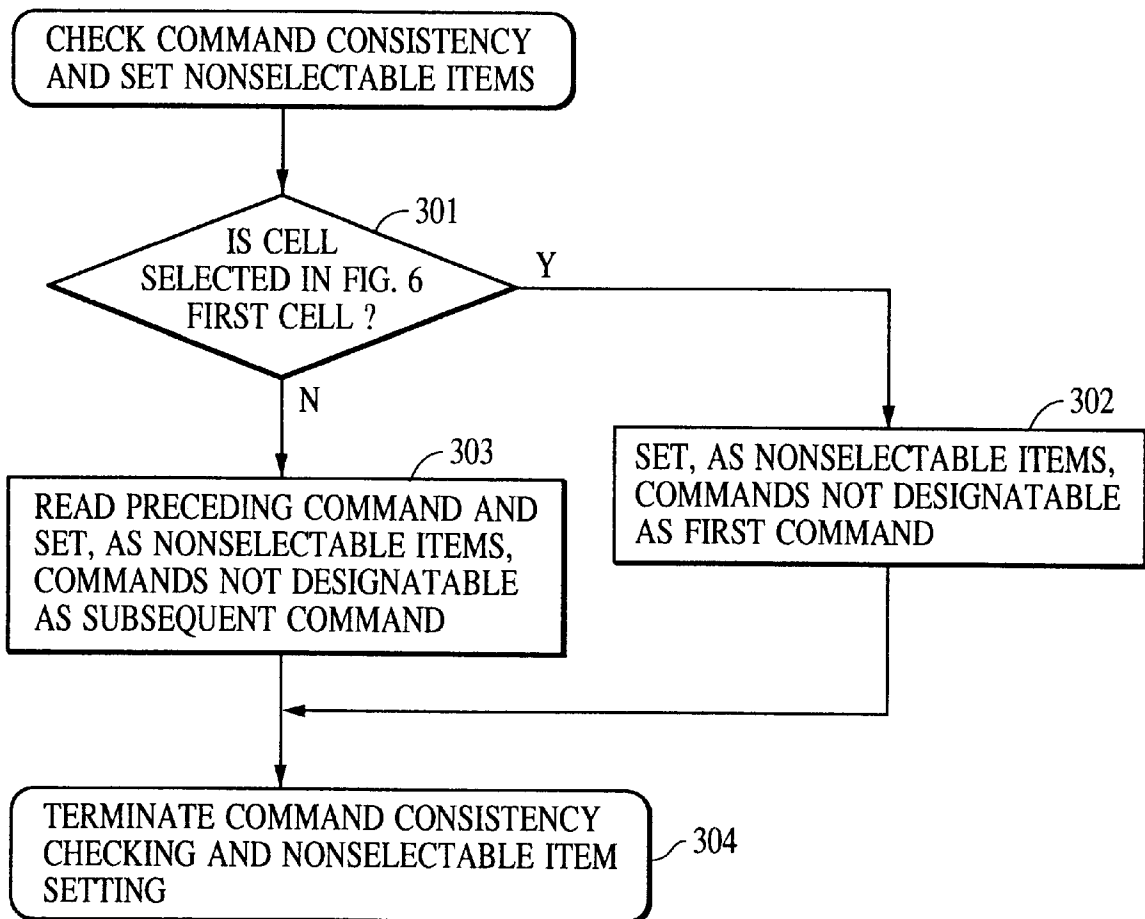 CHECK COMMAND CONSISTENCY
AND SET NONSELECTABLE ITEMS
301
IS CELL
SELECTED IN FIG. 6
FIRST CELL ?
Y
N
302
SET, AS NONSELECTABLE ITEMS,
COMMANDS NOT DESIGNATABLE
AS FIRST COMMAND
303
READ PRECEDING COMMAND AND
SET, AS NONSELECTABLE ITEMS,
COMMANDS NOT DESIGNATABLE
AS SUBSEQUENT COMMAND
TERMINATE COMMAND CONSISTENCY
CHECKING AND NONSELECTABLE ITEM
SETTING
304